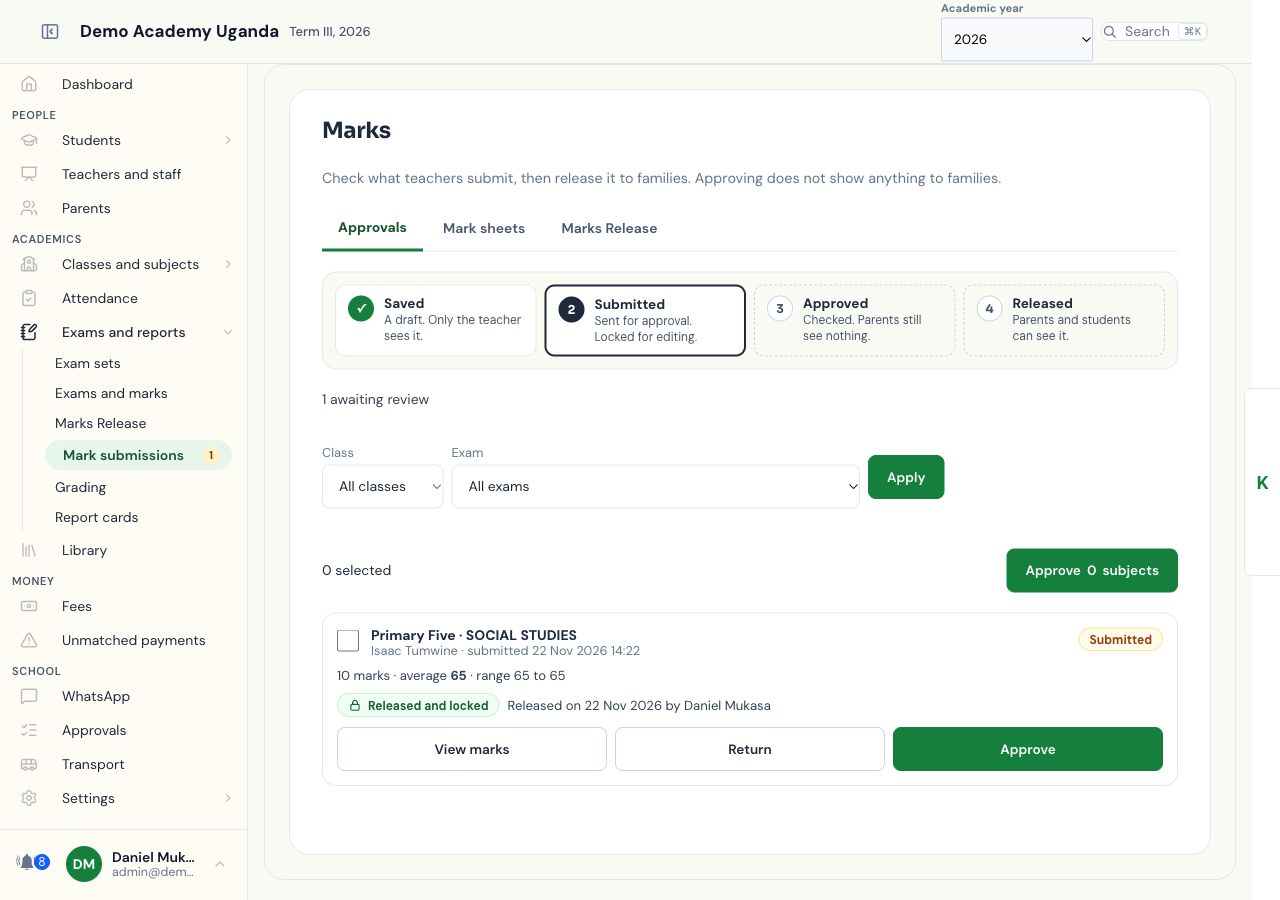 Demo Academy Uganda
Term III, 2026
Academic year
2026
Search
⌘K
Dashboard
PEOPLE
Students
Teachers and staff
Parents
ACADEMICS
Classes and subjects
Attendance
Exams and reports
Exam sets
Exams and marks
Marks Release
Mark submissions 1
Grading
Report cards
Library
MONEY
Fees
Unmatched payments
SCHOOL
WhatsApp
Approvals
Transport
Settings
8
DM
Daniel Muk...
admin@dem...
Marks
Check what teachers submit, then release it to families. Approving does not show anything to families.
Approvals
Mark sheets
Marks Release
✓
Saved
A draft. Only the teacher
sees it.
2
Submitted
Sent for approval.
Locked for editing.
3
Approved
Checked. Parents still
see nothing.
4
Released
Parents and students
can see it.
1 awaiting review
Class
All classes
Exam
All exams
Apply
0 selected
Approve 0 subjects
Primary Five · SOCIAL STUDIES
Isaac Tumwine · submitted 22 Nov 2026 14:22
Submitted
10 marks · average 65 · range 65 to 65
Released and locked
Released on 22 Nov 2026 by Daniel Mukasa
View marks
Return
Approve
K